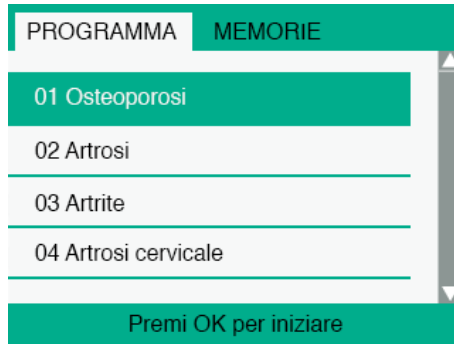 PROGRAMMA MEMORIE
01 Osteoporosi
02 Artrosi
03 Artrite
04 Artrosi cervicale
Premi OK per iniziare